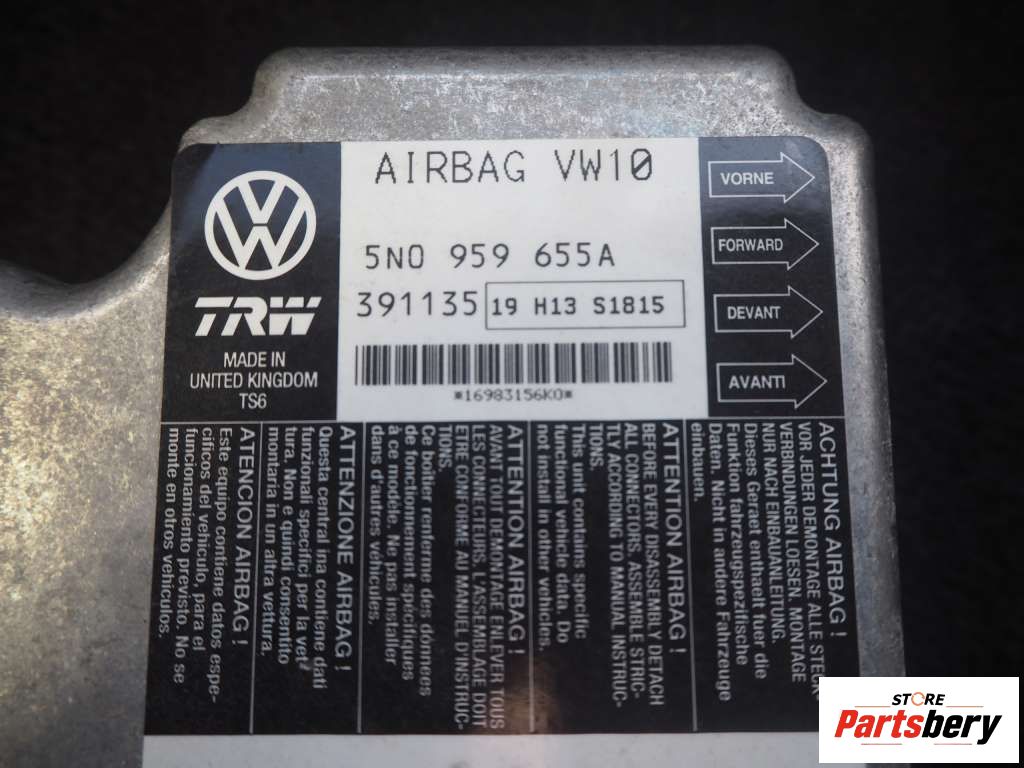 AIRBAG VW10
5N0 959 655A
391135 19 H13 S1815
*16983156K0*
VW
TRW
MADE IN
UNITED KINGDOM
TS6
VORNE
FORWARD
DEVANT
AVANTI
ACHTUNG AIRBAG !
VOR JEDER DEMONTAGE ALLE STECK-
VERBINDUNGEN LOESEN, MONTAGE
NUR NACH EINBAUANLEITUNG.
Dieses Geraet enthaelt fuer die
Funktion fahrzeugspezifische
Daten. Nicht in andere Fahrzeuge
einbauen.
ATTENTION AIRBAG !
BEFORE EVERY DISASSEMBLY DETACH
ALL CONNECTORS. ASSEMBLE STRIC-
TLY ACCORDING TO MANUAL INSTRUC-
TIONS.
This unit contains specific
functional vehicle data. Do
not install in other vehicles.
ATTENTION AIRBAG !
AVANT TOUT DEMONTAGE ENLEVER TOUS
LES CONNECTEURS. L'ASSEMBLAGE DOIT
ETRE CONFORME AU MANUEL D'INSTRUC-
TIONS.
Ce boîtier renferme des données
de fonctionnement spécifiques
à ce modèle. Ne pas installer
dans d'autres véhicules.
ATTENZIONE AIRBAG !
Questa central ina contiene dati
funzionali specifici per la vet
tura. Non e quindi consentito
montaria in un altra vettura.
ATENCION AIRBAG !
Este equipo contiene datos espe-
cificos del vehiculo, para el
funcionamiento previsto. No se
monte en otros vehiculos.
STORE
Partsbery